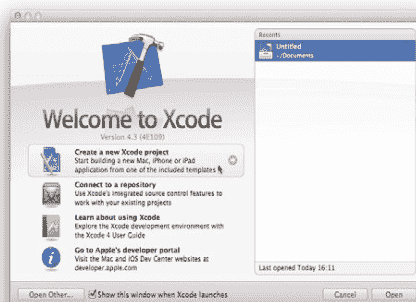 Welcome to Xcode
Version 4.3 (4E109)
Create a new Xcode project
Start building a new Mac, iPhone or iPad
application from one of the included templates
Connect to a repository
Use Xcode's integrated source control features to
work with your existing projects
Learn about using Xcode
Explore the Xcode development environment with
the Xcode 4 User Guide
Go to Apple's developer portal
Visit the Mac and iOS Dev Center websites at
developer.apple.com
Recents
Untitled
~/Documents
Last opened Today 16:11
Open Other...
Show this window when Xcode launches
Cancel
Open